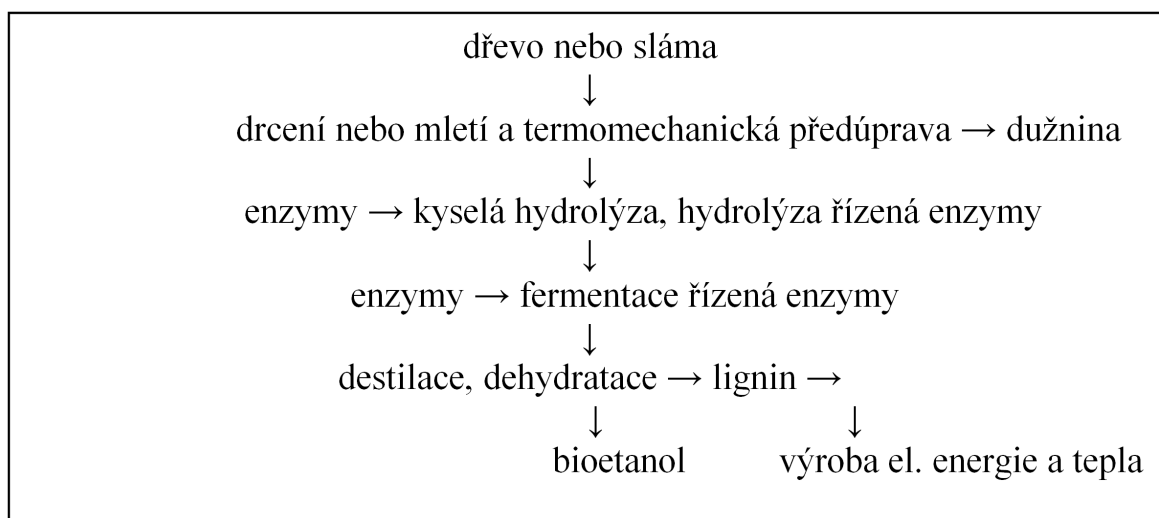 dřevo nebo sláma
↓
drcení nebo mletí a termomechanická předúprava → dužnina
↓
enzymy → kyselá hydrolýza, hydrolýza řízená enzymy
↓
enzymy → fermentace řízená enzymy
↓
destilace, dehydratace → lignin →
↓ ↓
bioetanol výroba el. energie a tepla